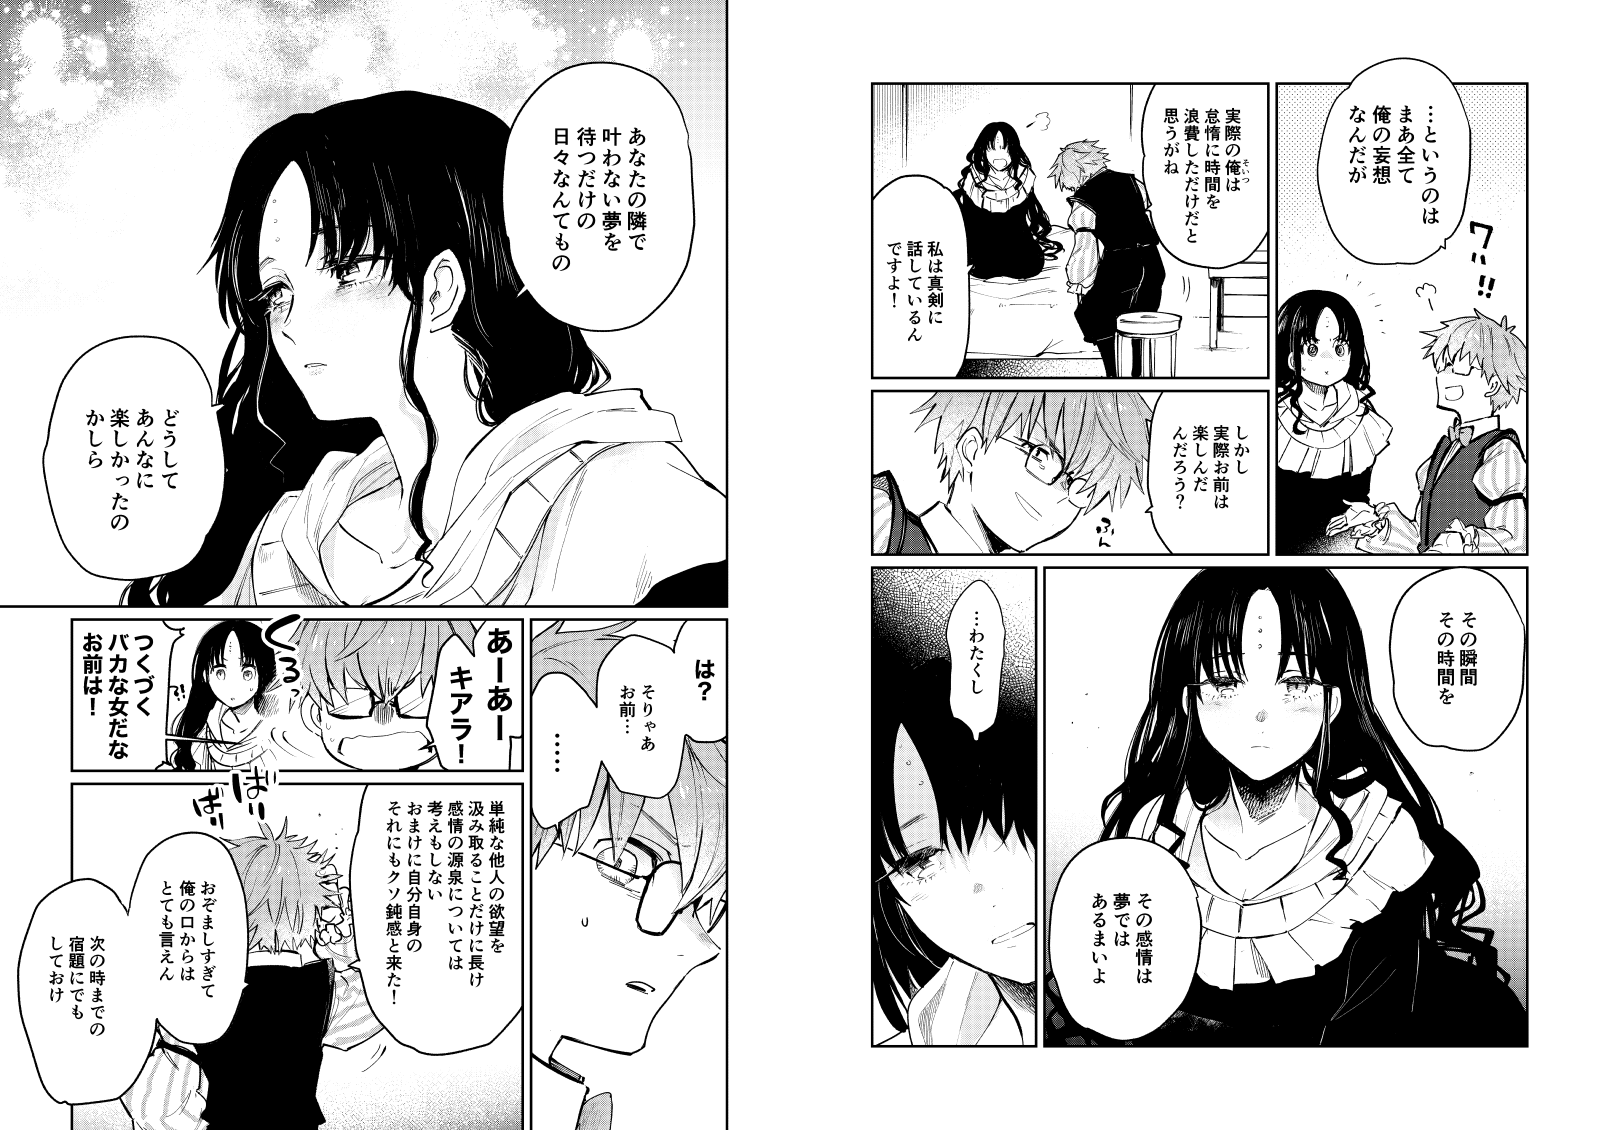 …というのは
まあ全て
俺の妄想
なんだが
ワハ!!
実際の俺は
そいつ
怠惰に時間を
浪費しただけだと
思うがね
私は真剣に
話しているん
ですよ！
しかし
実際お前は
楽しんだ
んだろう？
ふん
その瞬間
その時間を
その感情は
夢では
あるまいよ
…わたくし
あなたの隣で
叶わない夢を
待つだけの
日々なんてもの
どうして
あんなに
楽しかったの
かしら
は？
そりゃあ
お前…
……
あーあー
キアラ！
くるっ
つくづく
バカな女だな
お前は！
?!
単純な他人の欲望を
汲み取ることだけに長け
感情の源泉については
考えもしない
おまけに自分自身の
それにもクソ鈍感と来た！
ばり
ばり
おぞましすぎて
俺の口からは
とても言えん
次の時までの
宿題にでも
しておけ